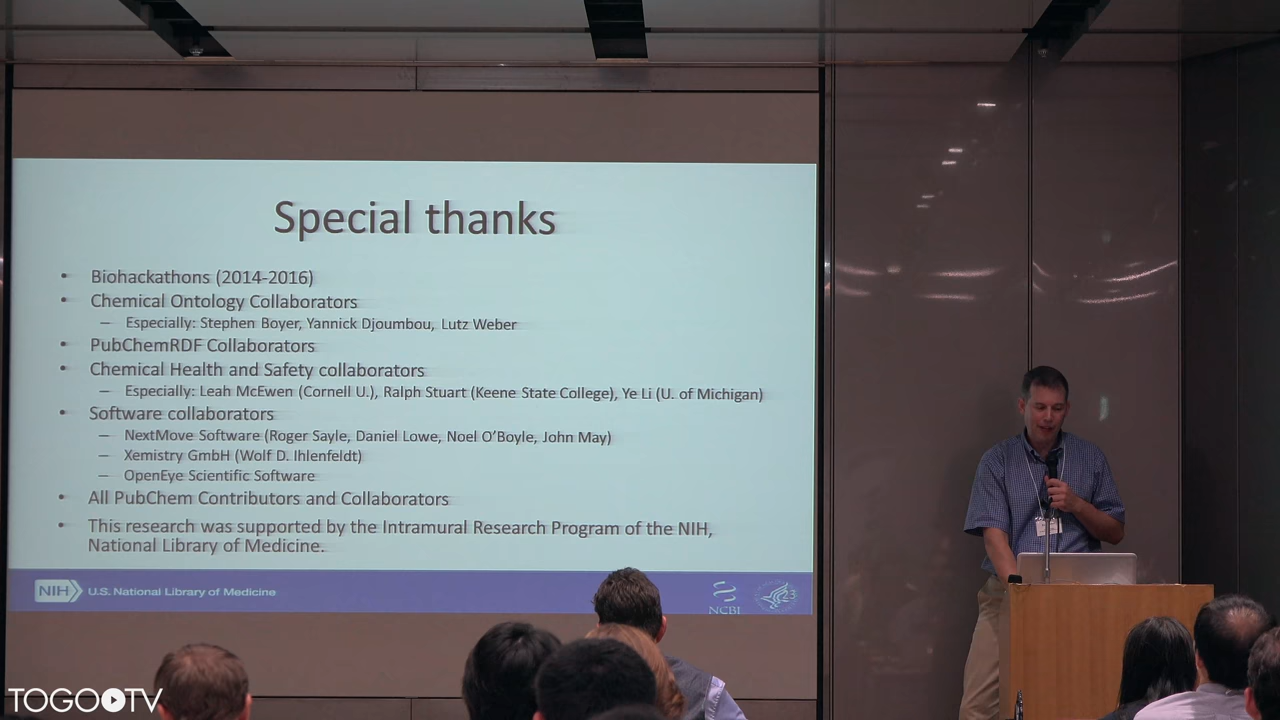 Special thanks
• Biohackathons (2014-2016)
• Chemical Ontology Collaborators
– Especially: Stephen Boyer, Yannick Djoumbou, Lutz Weber
• PubChemRDF Collaborators
• Chemical Health and Safety collaborators
– Especially: Leah McEwen (Cornell U.), Ralph Stuart (Keene State College), Ye Li (U. of Michigan)
• Software collaborators
– NextMove Software (Roger Sayle, Daniel Lowe, Noel O'Boyle, John May)
– Xemistry GmbH (Wolf D. Ihlenfeldt)
– OpenEye Scientific Software
• All PubChem Contributors and Collaborators
• This research was supported by the Intramural Research Program of the NIH,
National Library of Medicine.
NIH U.S. National Library of Medicine
NCBI
23
TOGOTV